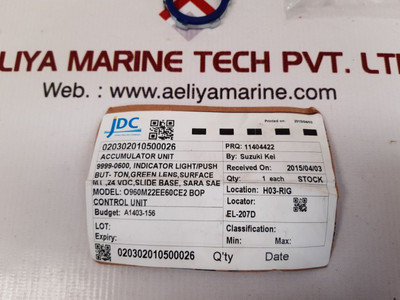 ELIYA MARINE TECH PVT. LT
Web. : www.aeliyamarine.com
JDC
020302010500026
ACCUMULATOR UNIT
9999-0600, INDICATOR LIGHT/PUSH
BUT- TON,GREEN LENS,SURFACE
MT ,24 VDC,SLIDE BASE, SARA SAE
MODEL: O960M22EE60CE2 BOP
CONTROL UNIT
Budget: A1403-156
LOT:
Expiry:
Posted on
PRQ: 11404422
By: Suzuki Kei
Received: 2015/04/03
Qty: 1 each STOCK
Location: H03-RIG
Locator:
EL-207D
Classification:
Min: Max:
020302010500026 Q'ty Date